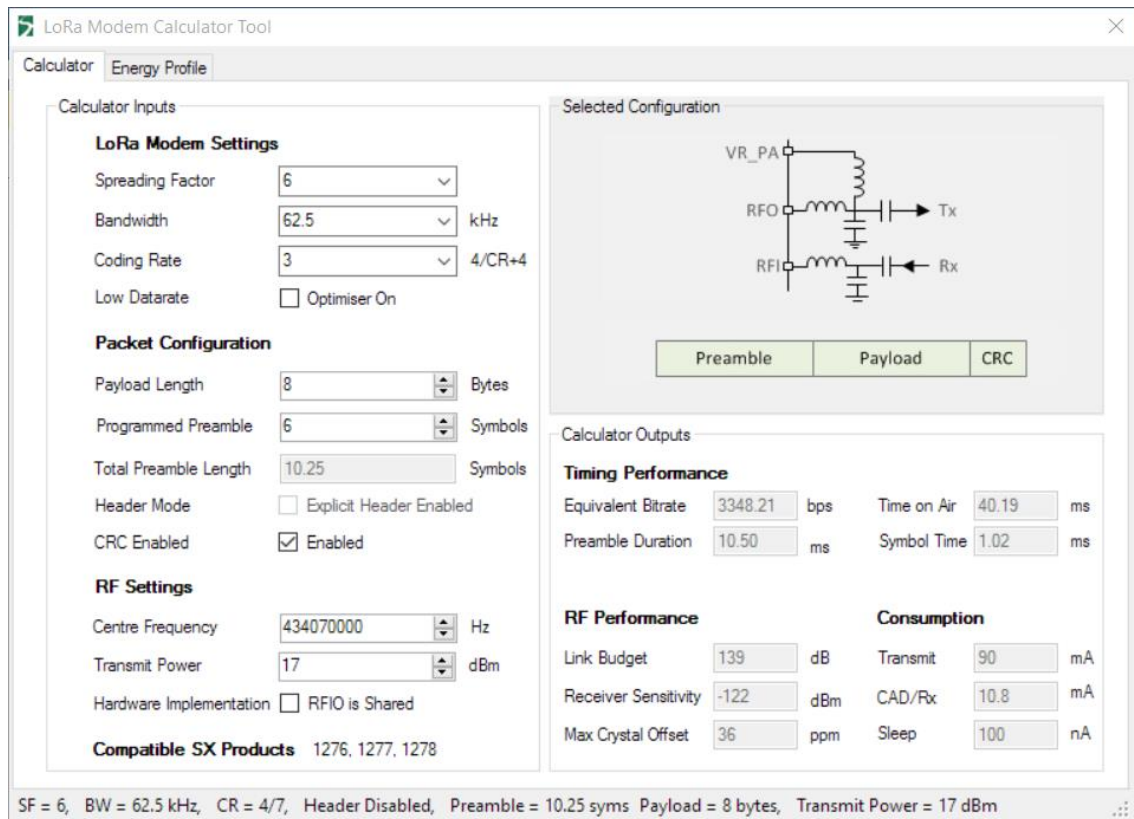 LoRa Modem Calculator Tool
Calculator Energy Profile
Calculator Inputs
LoRa Modem Settings
Spreading Factor 6
Bandwidth 62.5 kHz
Coding Rate 3 4/CR+4
Low Datarate Optimiser On
Packet Configuration
Payload Length 8 Bytes
Programmed Preamble 6 Symbols
Total Preamble Length 10.25 Symbols
Header Mode Explicit Header Enabled
CRC Enabled Enabled
RF Settings
Centre Frequency 434070000 Hz
Transmit Power 17 dBm
Hardware Implementation RFIO is Shared
Compatible SX Products 1276, 1277, 1278
Selected Configuration
VR_PA
RFO Tx
RFI Rx
Preamble Payload CRC
Calculator Outputs
Timing Performance
Equivalent Bitrate 3348.21 bps Time on Air 40.19 ms
Preamble Duration 10.50 ms Symbol Time 1.02 ms
RF Performance Consumption
Link Budget 139 dB Transmit 90 mA
Receiver Sensitivity -122 dBm CAD/Rx 10.8 mA
Max Crystal Offset 36 ppm Sleep 100 nA
SF = 6, BW = 62.5 kHz, CR = 4/7, Header Disabled, Preamble = 10.25 syms Payload = 8 bytes, Transmit Power = 17 dBm